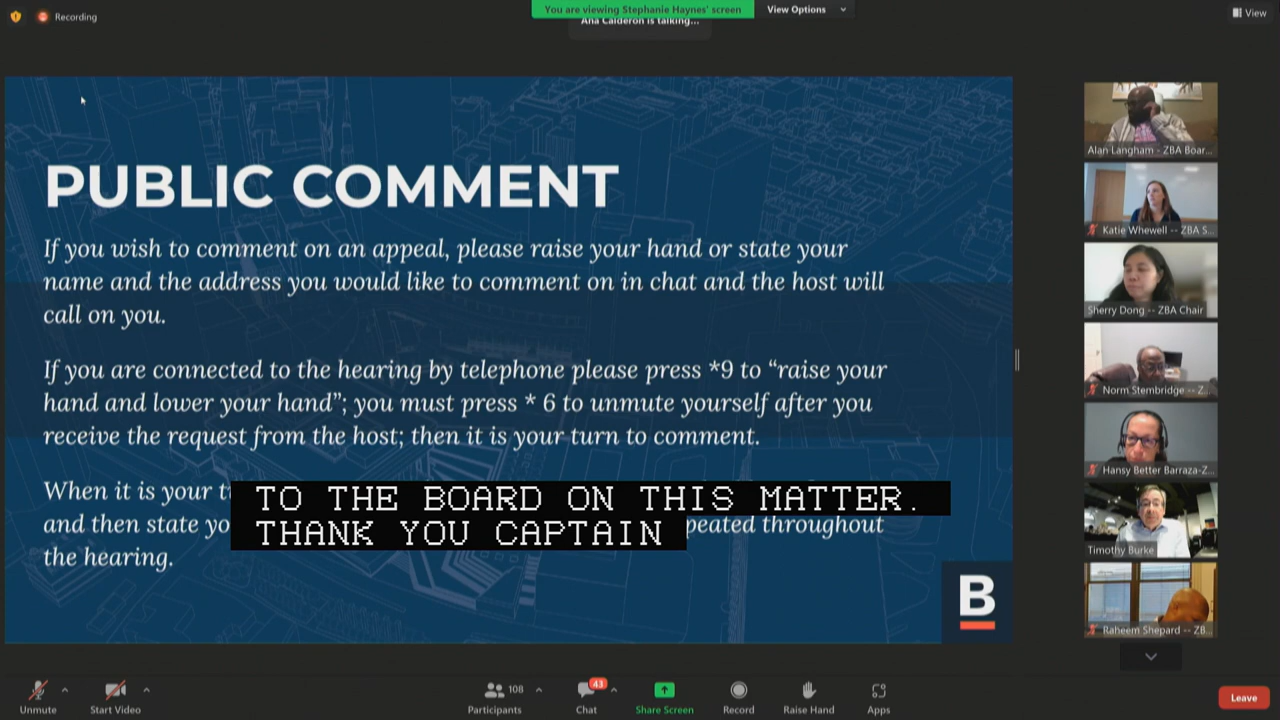 Recording
You are viewing Stephanie Haynes' screen
View Options
Ana Calderon is talking...
View
PUBLIC COMMENT
If you wish to comment on an appeal, please raise your hand or state your
name and the address you would like to comment on in chat and the host will
call on you.
If you are connected to the hearing by telephone please press *9 to “raise your
hand and lower your hand”; you must press * 6 to unmute yourself after you
receive the request from the host; then it is your turn to comment.
When it is your
and then state
peated throughout
the hearing.
TO THE BOARD ON THIS MATTER.
THANK YOU CAPTAIN
B
Alan Langham - ZBA Boar...
Katie Whewell -- ZBA S...
Sherry Dong -- ZBA Chair
Norm Stembridge -- Z...
Hansy Better Barraza-Z...
Timothy Burke
Raheem Shepard -- ZB...
Unmute
Start Video
108
Participants
43
Chat
Share Screen
Record
Raise Hand
Apps
Leave